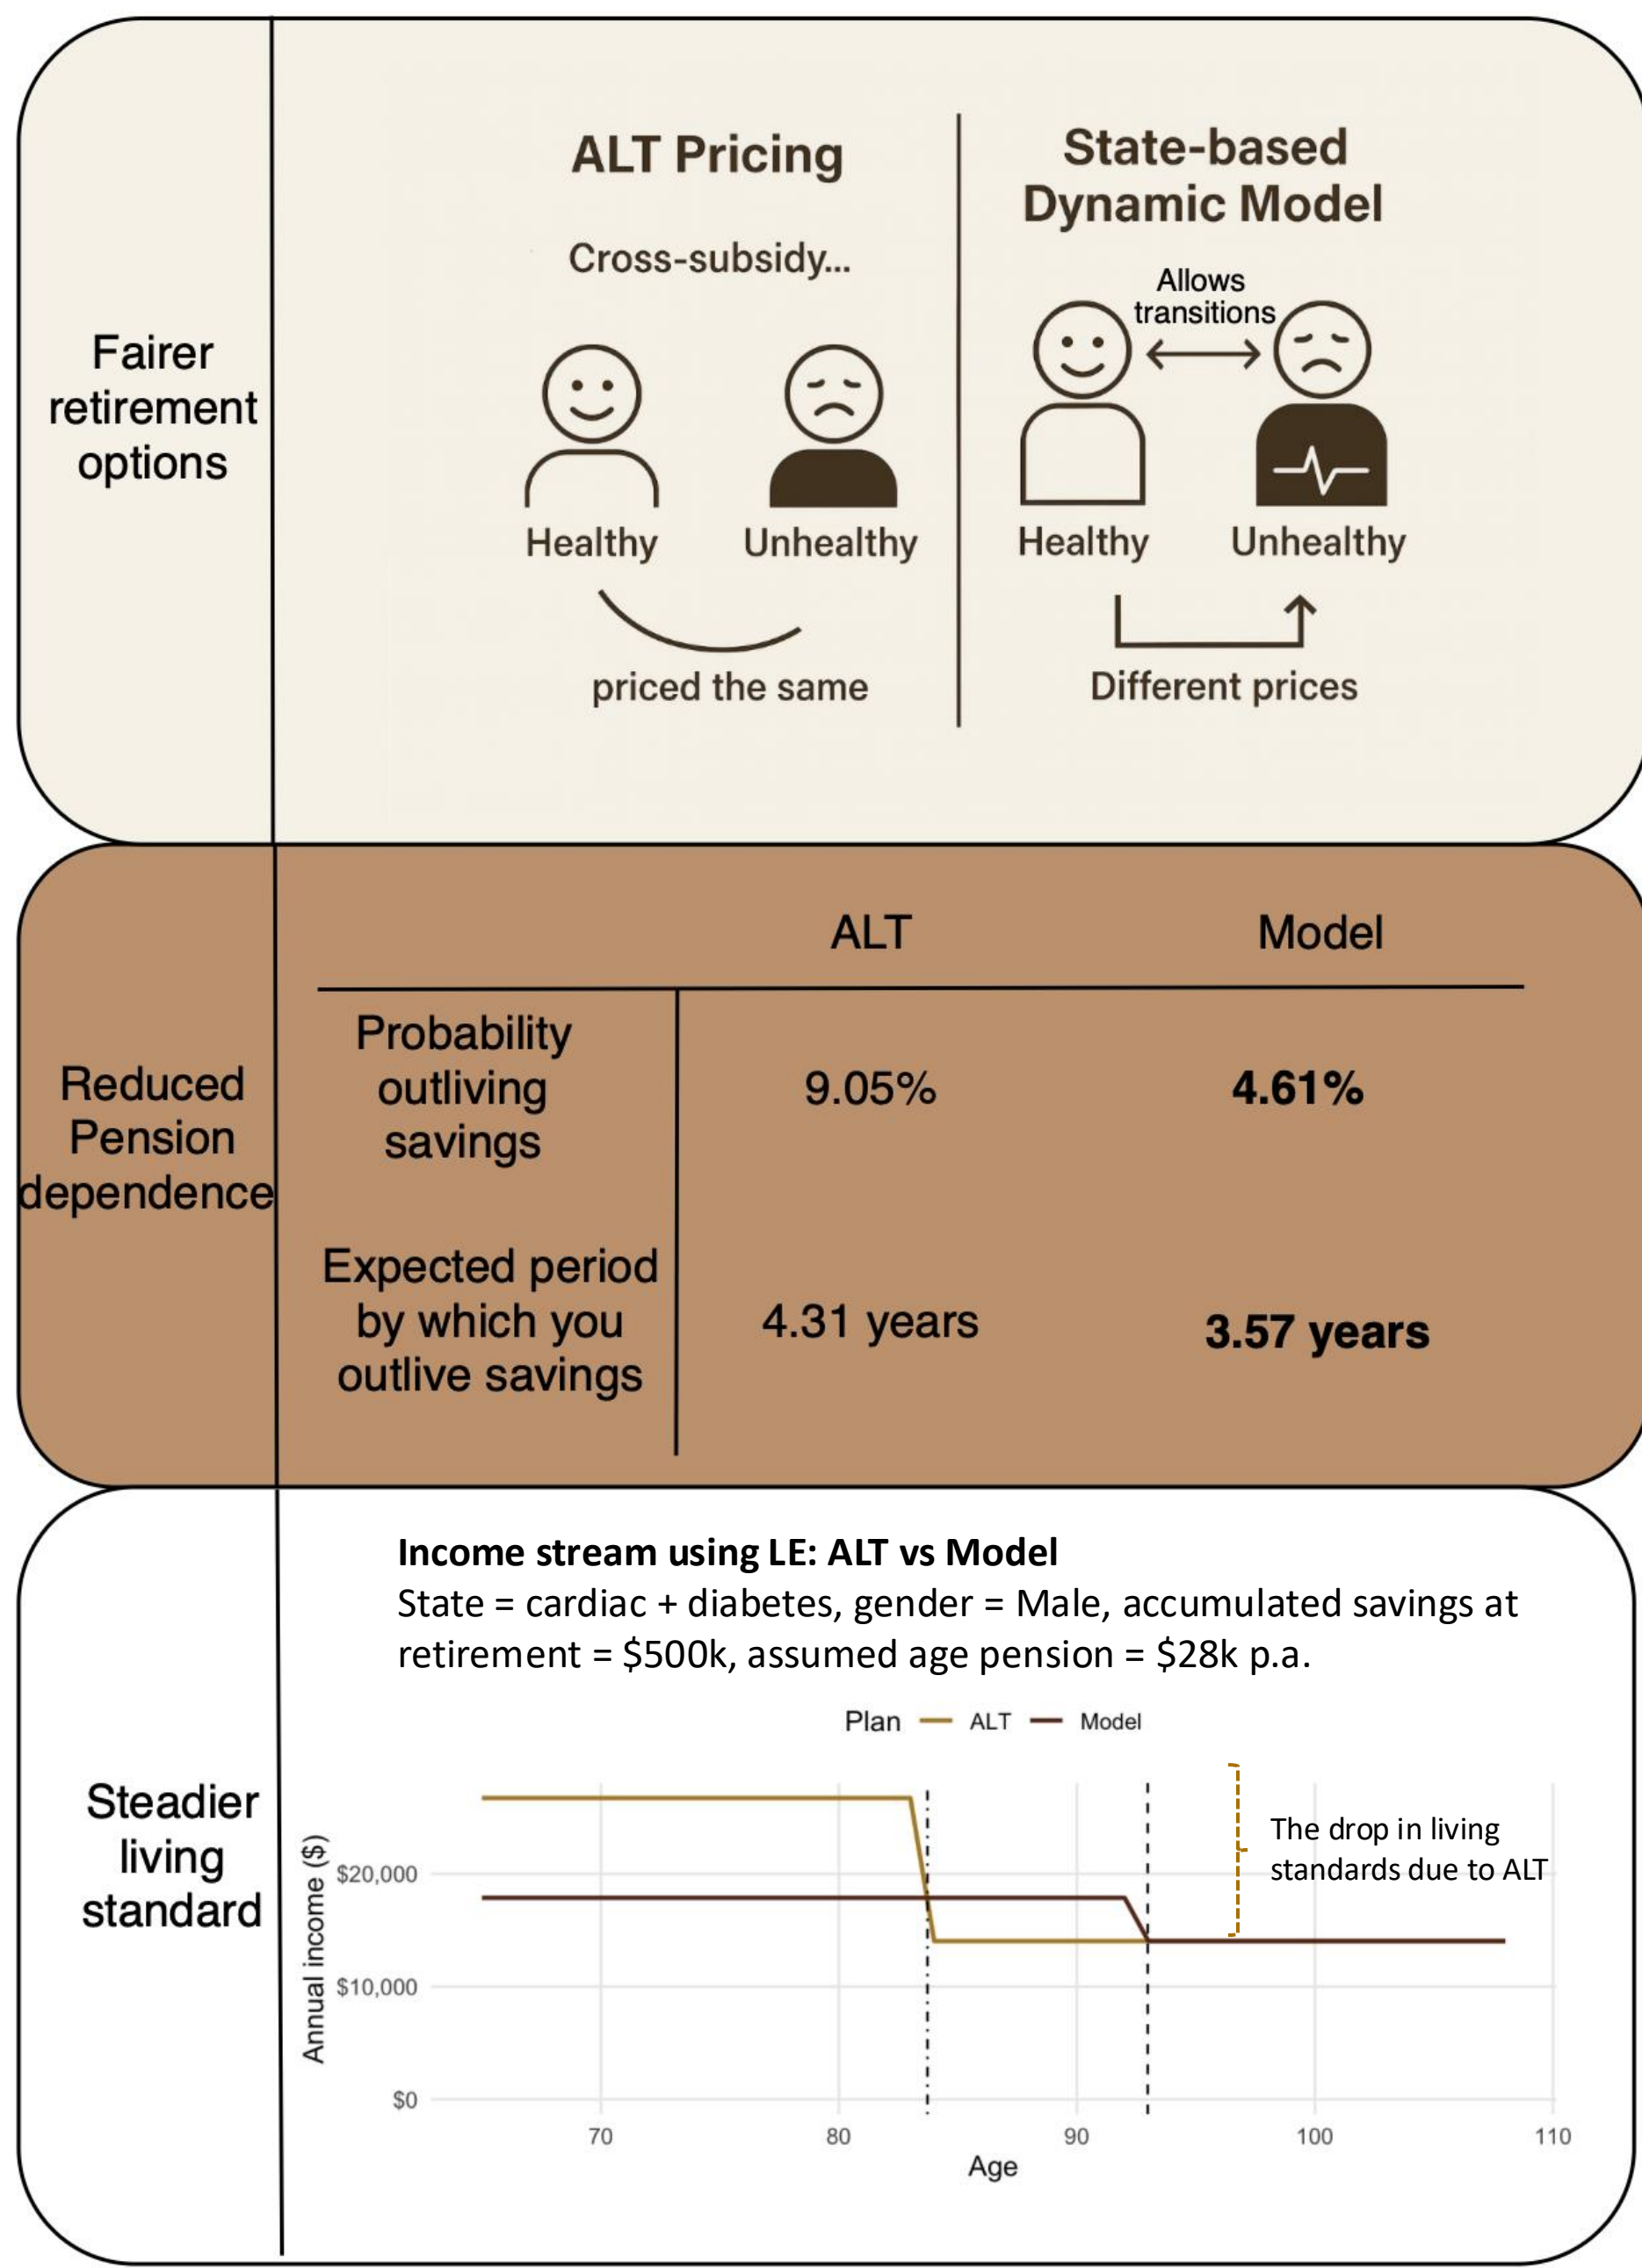 Fairer
retirement
options
ALT Pricing
Cross-subsidy...
Healthy
Unhealthy
priced the same
State-based
Dynamic Model
Allows
transitions
Healthy
Unhealthy
Different prices
Reduced
Pension
dependence
ALT
Model
Probability
outliving
savings
9.05%
4.61%
Expected period
by which you
outlive savings
4.31 years
3.57 years
Steadier
living
standard
Income stream using LE: ALT vs Model
State = cardiac + diabetes, gender = Male, accumulated savings at
retirement = $500k, assumed age pension = $28k p.a.
Plan ALT Model
The drop in living
standards due to ALT
Annual income ($)
$20,000
$10,000
$0
70 80 90 100 110
Age